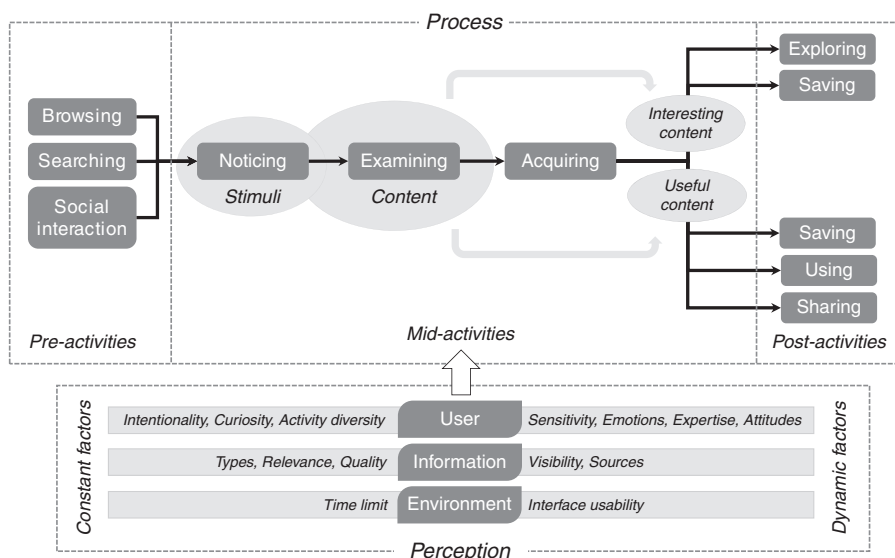 Process
Browsing
Searching
Social
interaction
Pre-activities
Noticing
Stimuli
Examining
Content
Acquiring
Interesting
content
Useful
content
Mid-activities
Exploring
Saving
Saving
Using
Sharing
Post-activities
Constant factors
Intentionality, Curiosity, Activity diversity
User
Sensitivity, Emotions, Expertise, Attitudes
Types, Relevance, Quality
Information
Visibility, Sources
Time limit
Environment
Interface usability
Dynamic factors
Perception